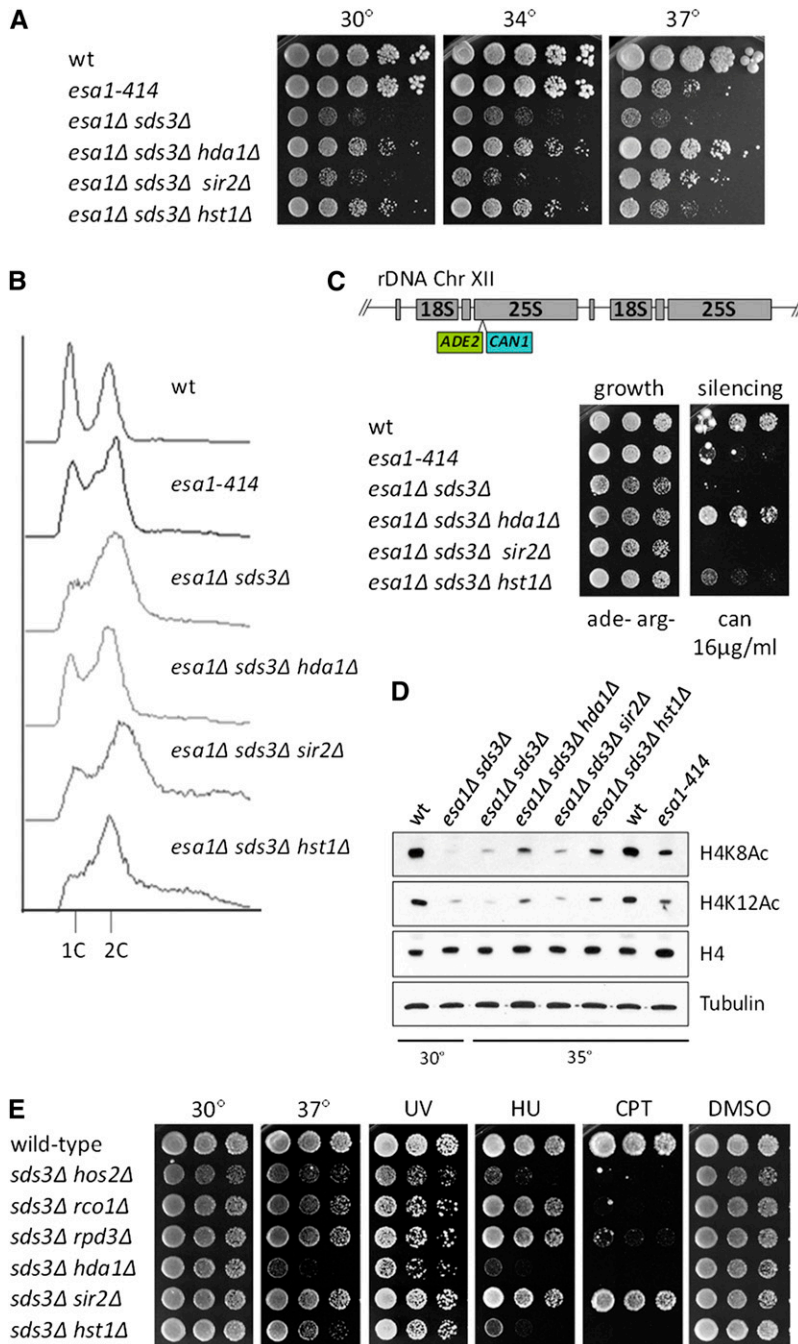 A
30° 34° 37°
wt
esa1-414
esa1Δ sds3Δ
esa1Δ sds3Δ hda1Δ
esa1Δ sds3Δ sir2Δ
esa1Δ sds3Δ hst1Δ
B
wt
esa1-414
esa1Δ sds3Δ
esa1Δ sds3Δ hda1Δ
esa1Δ sds3Δ sir2Δ
esa1Δ sds3Δ hst1Δ
1C 2C
C
rDNA Chr XII
18S 25S 18S 25S
ADE2 CAN1
growth silencing
wt
esa1-414
esa1Δ sds3Δ
esa1Δ sds3Δ hda1Δ
esa1Δ sds3Δ sir2Δ
esa1Δ sds3Δ hst1Δ
ade- arg- can
16µg/ml
D
wt
esa1Δ sds3Δ
esa1Δ sds3Δ
esa1Δ sds3Δ hda1Δ
esa1Δ sds3Δ sir2Δ
esa1Δ sds3Δ hst1Δ
wt
esa1-414
H4K8Ac
H4K12Ac
H4
Tubulin
30° 35°
E
30° 37° UV HU CPT DMSO
wild-type
sds3Δ hos2Δ
sds3Δ rco1Δ
sds3Δ rpd3Δ
sds3Δ hda1Δ
sds3Δ sir2Δ
sds3Δ hst1Δ